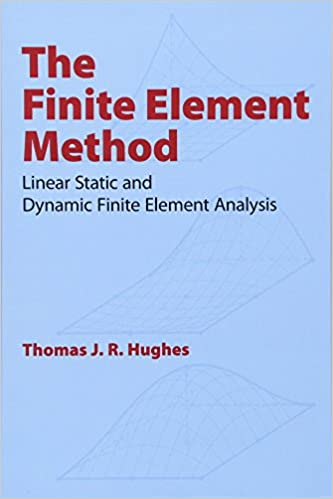 The
Finite Element
Method
Linear Static and
Dynamic Finite Element Analysis
Thomas J. R. Hughes